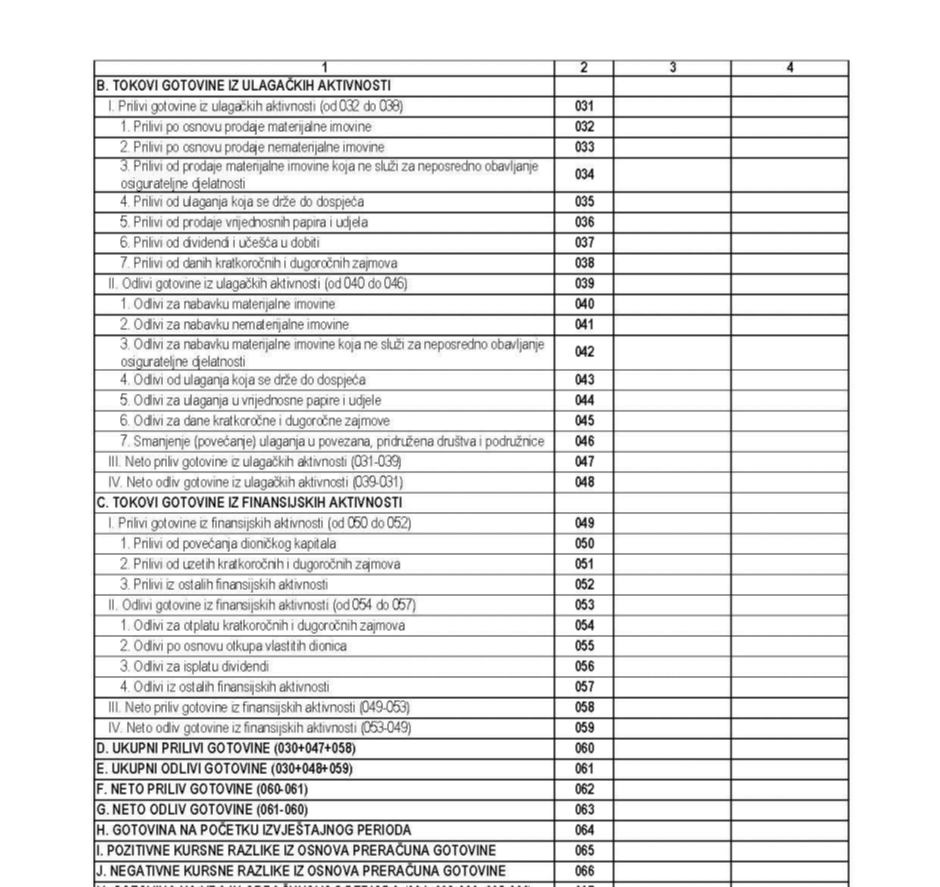 1 2 3 4
B. TOKOVI GOTOVINE IZ ULAGAČKIH AKTIVNOSTI
I. Prilivi gotovine iz ulagačkih aktivnosti (od 032 do 038) 031
1. Prilivi po osnovu prodaje materijalne imovine 032
2. Prilivi po osnovu prodaje nematerijalne imovine 033
3. Prilivi od prodaje materijalne imovine koja ne služi za neposredno obavljanje
osigurateljne djelatnosti 034
4. Prilivi od ulaganja koja se drže do dospjeća 035
5. Prilivi od prodaje vrijednosnih papira i udjela 036
6. Prilivi od dividendi i učešća u dobiti 037
7. Prilivi od danih kratkoročnih i dugoročnih zajmova 038
II. Odlivi gotovine iz ulagačkih aktivnosti (od 040 do 046) 039
1. Odlivi za nabavku materijalne imovine 040
2. Odlivi za nabavku nematerijalne imovine 041
3. Odlivi za nabavku materijalne imovine koja ne služi za neposredno obavljanje
osigurateljne djelatnosti 042
4. Odlivi od ulaganja koja se drže do dospjeća 043
5. Odlivi za ulaganja u vrijednosne papire i udjele 044
6. Odlivi za dane kratkoročne i dugoročne zajmove 045
7. Smanjenje (povećanje) ulaganja u povezana, pridružena društva i podružnice 046
III. Neto priliv gotovine iz ulagačkih aktivnosti (031-039) 047
IV. Neto odliv gotovine iz ulagačkih aktivnosti (039-031) 048
C. TOKOVI GOTOVINE IZ FINANSIJSKIH AKTIVNOSTI
I. Prilivi gotovine iz finansijskih aktivnosti (od 050 do 052) 049
1. Prilivi od povećanja dioničkog kapitala 050
2. Prilivi od uzetih kratkoročnih i dugoročnih zajmova 051
3. Prilivi iz ostalih finansijskih aktivnosti 052
II. Odlivi gotovine iz finansijskih aktivnosti (od 054 do 057) 053
1. Odlivi za otplatu kratkoročnih i dugoročnih zajmova 054
2. Odlivi po osnovu otkupa vlastitih dionica 055
3. Odlivi za isplatu dividendi 056
4. Odlivi iz ostalih finansijskih aktivnosti 057
III. Neto priliv gotovine iz finansijskih aktivnosti (049-053) 058
IV. Neto odliv gotovine iz finansijskih aktivnosti (053-049) 059
D. UKUPNI PRILIVI GOTOVINE (030+047+058) 060
E. UKUPNI ODLIVI GOTOVINE (030+048+059) 061
F. NETO PRILIV GOTOVINE (060-061) 062
G. NETO ODLIV GOTOVINE (061-060) 063
H. GOTOVINA NA POČETKU IZVJEŠTAJNOG PERIODA 064
I. POZITIVNE KURSNE RAZLIKE IZ OSNOVA PRERAČUNA GOTOVINE 065
J. NEGATIVNE KURSNE RAZLIKE IZ OSNOVA PRERAČUNA GOTOVINE 066